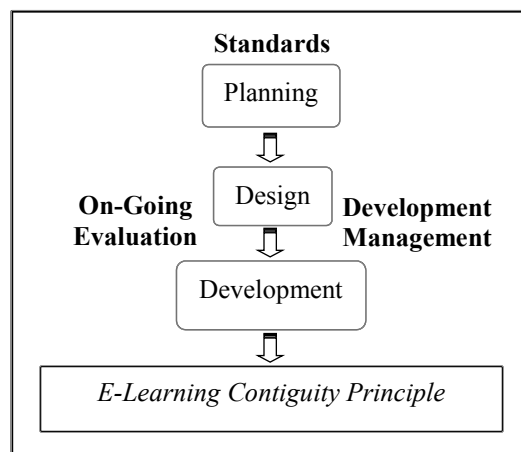 Standards
Planning
Design
On-Going
Evaluation
Development
Management
Development
E-Learning Contiguity Principle